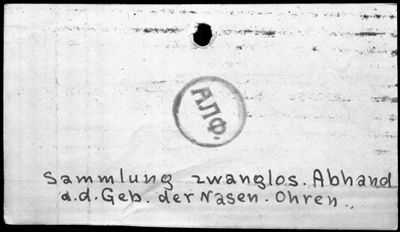 АЛФ.
Sammlung zwanglos. Abhand
a.d. Geb. der Nasen - Ohren..